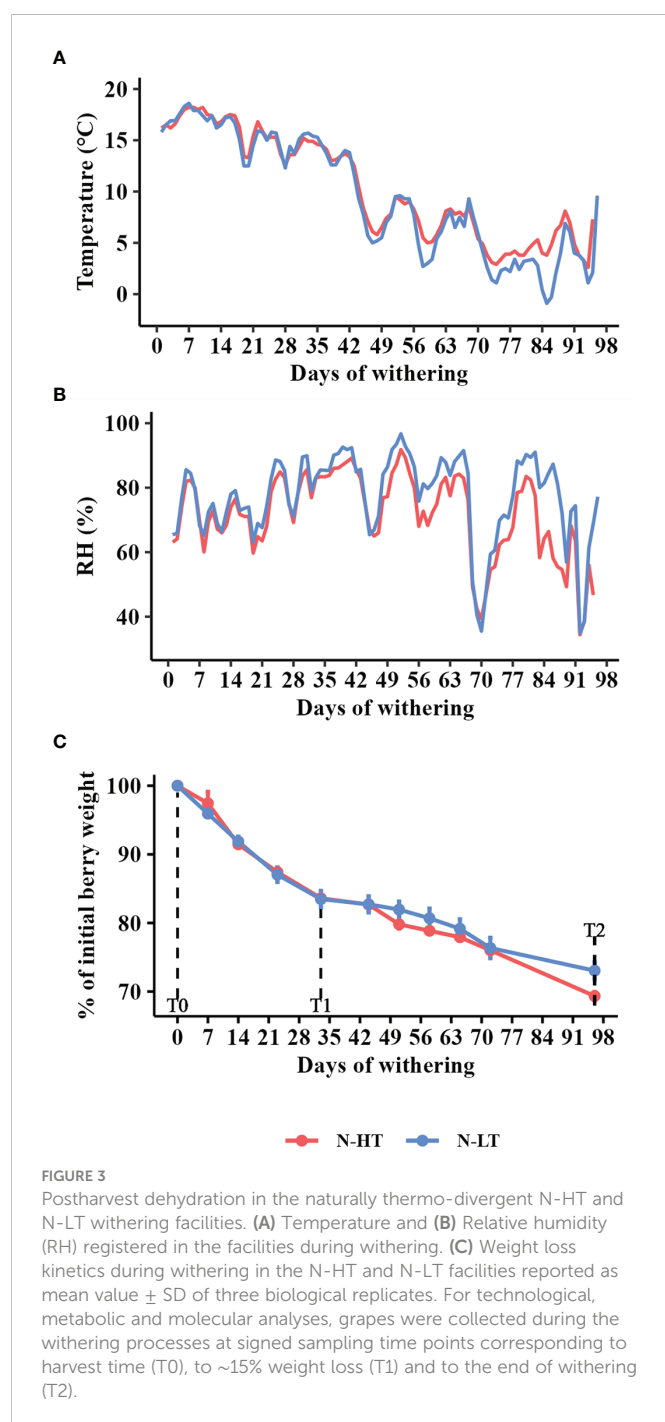 A
20
15
10
5
0
Temperature (°C)
0 7 14 21 28 35 42 49 56 63 70 77 84 91 98
Days of withering
B
100
80
60
40
RH (%)
0 7 14 21 28 35 42 49 56 63 70 77 84 91 98
Days of withering
C
100
90
80
70
% of initial berry weight
T0
T1
T2
0 7 14 21 28 35 42 49 56 63 70 77 84 91 98
Days of withering
N-HT N-LT
FIGURE 3
Postharvest dehydration in the naturally thermo-divergent N-HT and
N-LT withering facilities. (A) Temperature and (B) Relative humidity
(RH) registered in the facilities during withering. (C) Weight loss
kinetics during withering in the N-HT and N-LT facilities reported as
mean value ± SD of three biological replicates. For technological,
metabolic and molecular analyses, grapes were collected during the
withering processes at signed sampling time points corresponding to
harvest time (T0), to ~15% weight loss (T1) and to the end of withering
(T2).